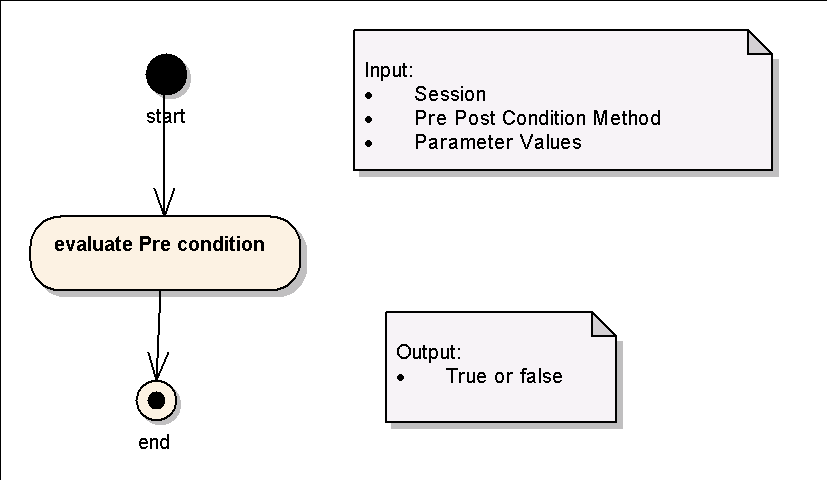 start
Input:
• Session
• Pre Post Condition Method
• Parameter Values
evaluate Pre condition
Output:
• True or false
end